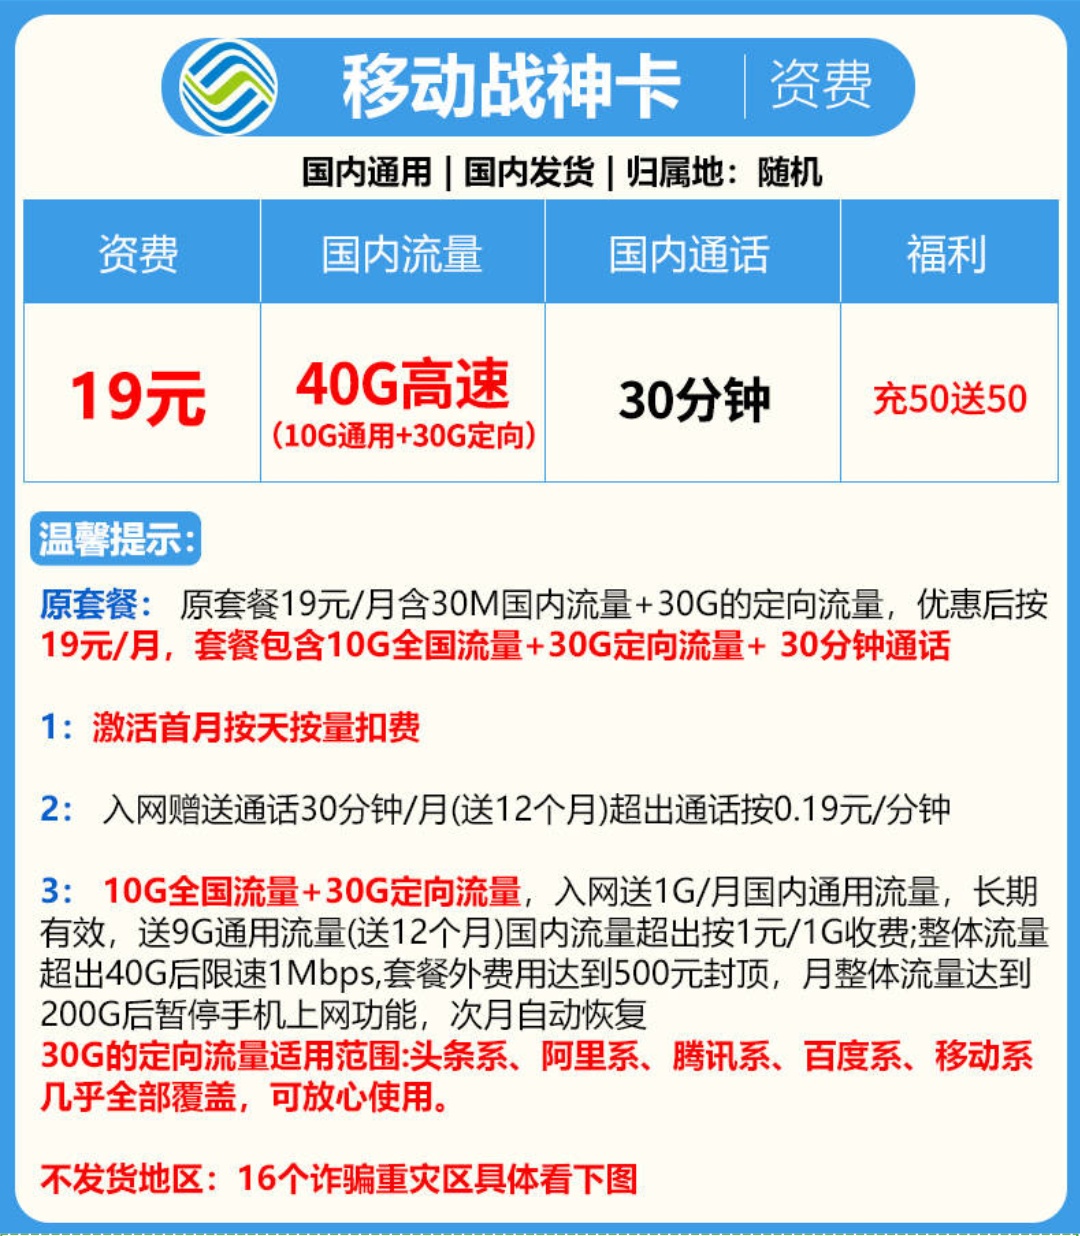 移动战神卡 资费
国内通用 | 国内发货 | 归属地：随机
资费 国内流量 国内通话 福利
19元 40G高速 30分钟 充50送50
（10G通用+30G定向）
温馨提示：
原套餐： 原套餐19元/月含30M国内流量+30G的定向流量，优惠后按
19元/月，套餐包含10G全国流量+30G定向流量+ 30分钟通话
1：激活首月按天按量扣费
2： 入网赠送通话30分钟/月(送12个月)超出通话按0.19元/分钟
3： 10G全国流量+30G定向流量，入网送1G/月国内通用流量，长期
有效，送9G通用流量(送12个月)国内流量超出按1元/1G收费;整体流量
超出40G后限速1Mbps,套餐外费用达到500元封顶，月整体流量达到
200G后暂停手机上网功能，次月自动恢复
30G的定向流量适用范围:头条系、阿里系、腾讯系、百度系、移动系
几乎全部覆盖，可放心使用。
不发货地区：16个诈骗重灾区具体看下图